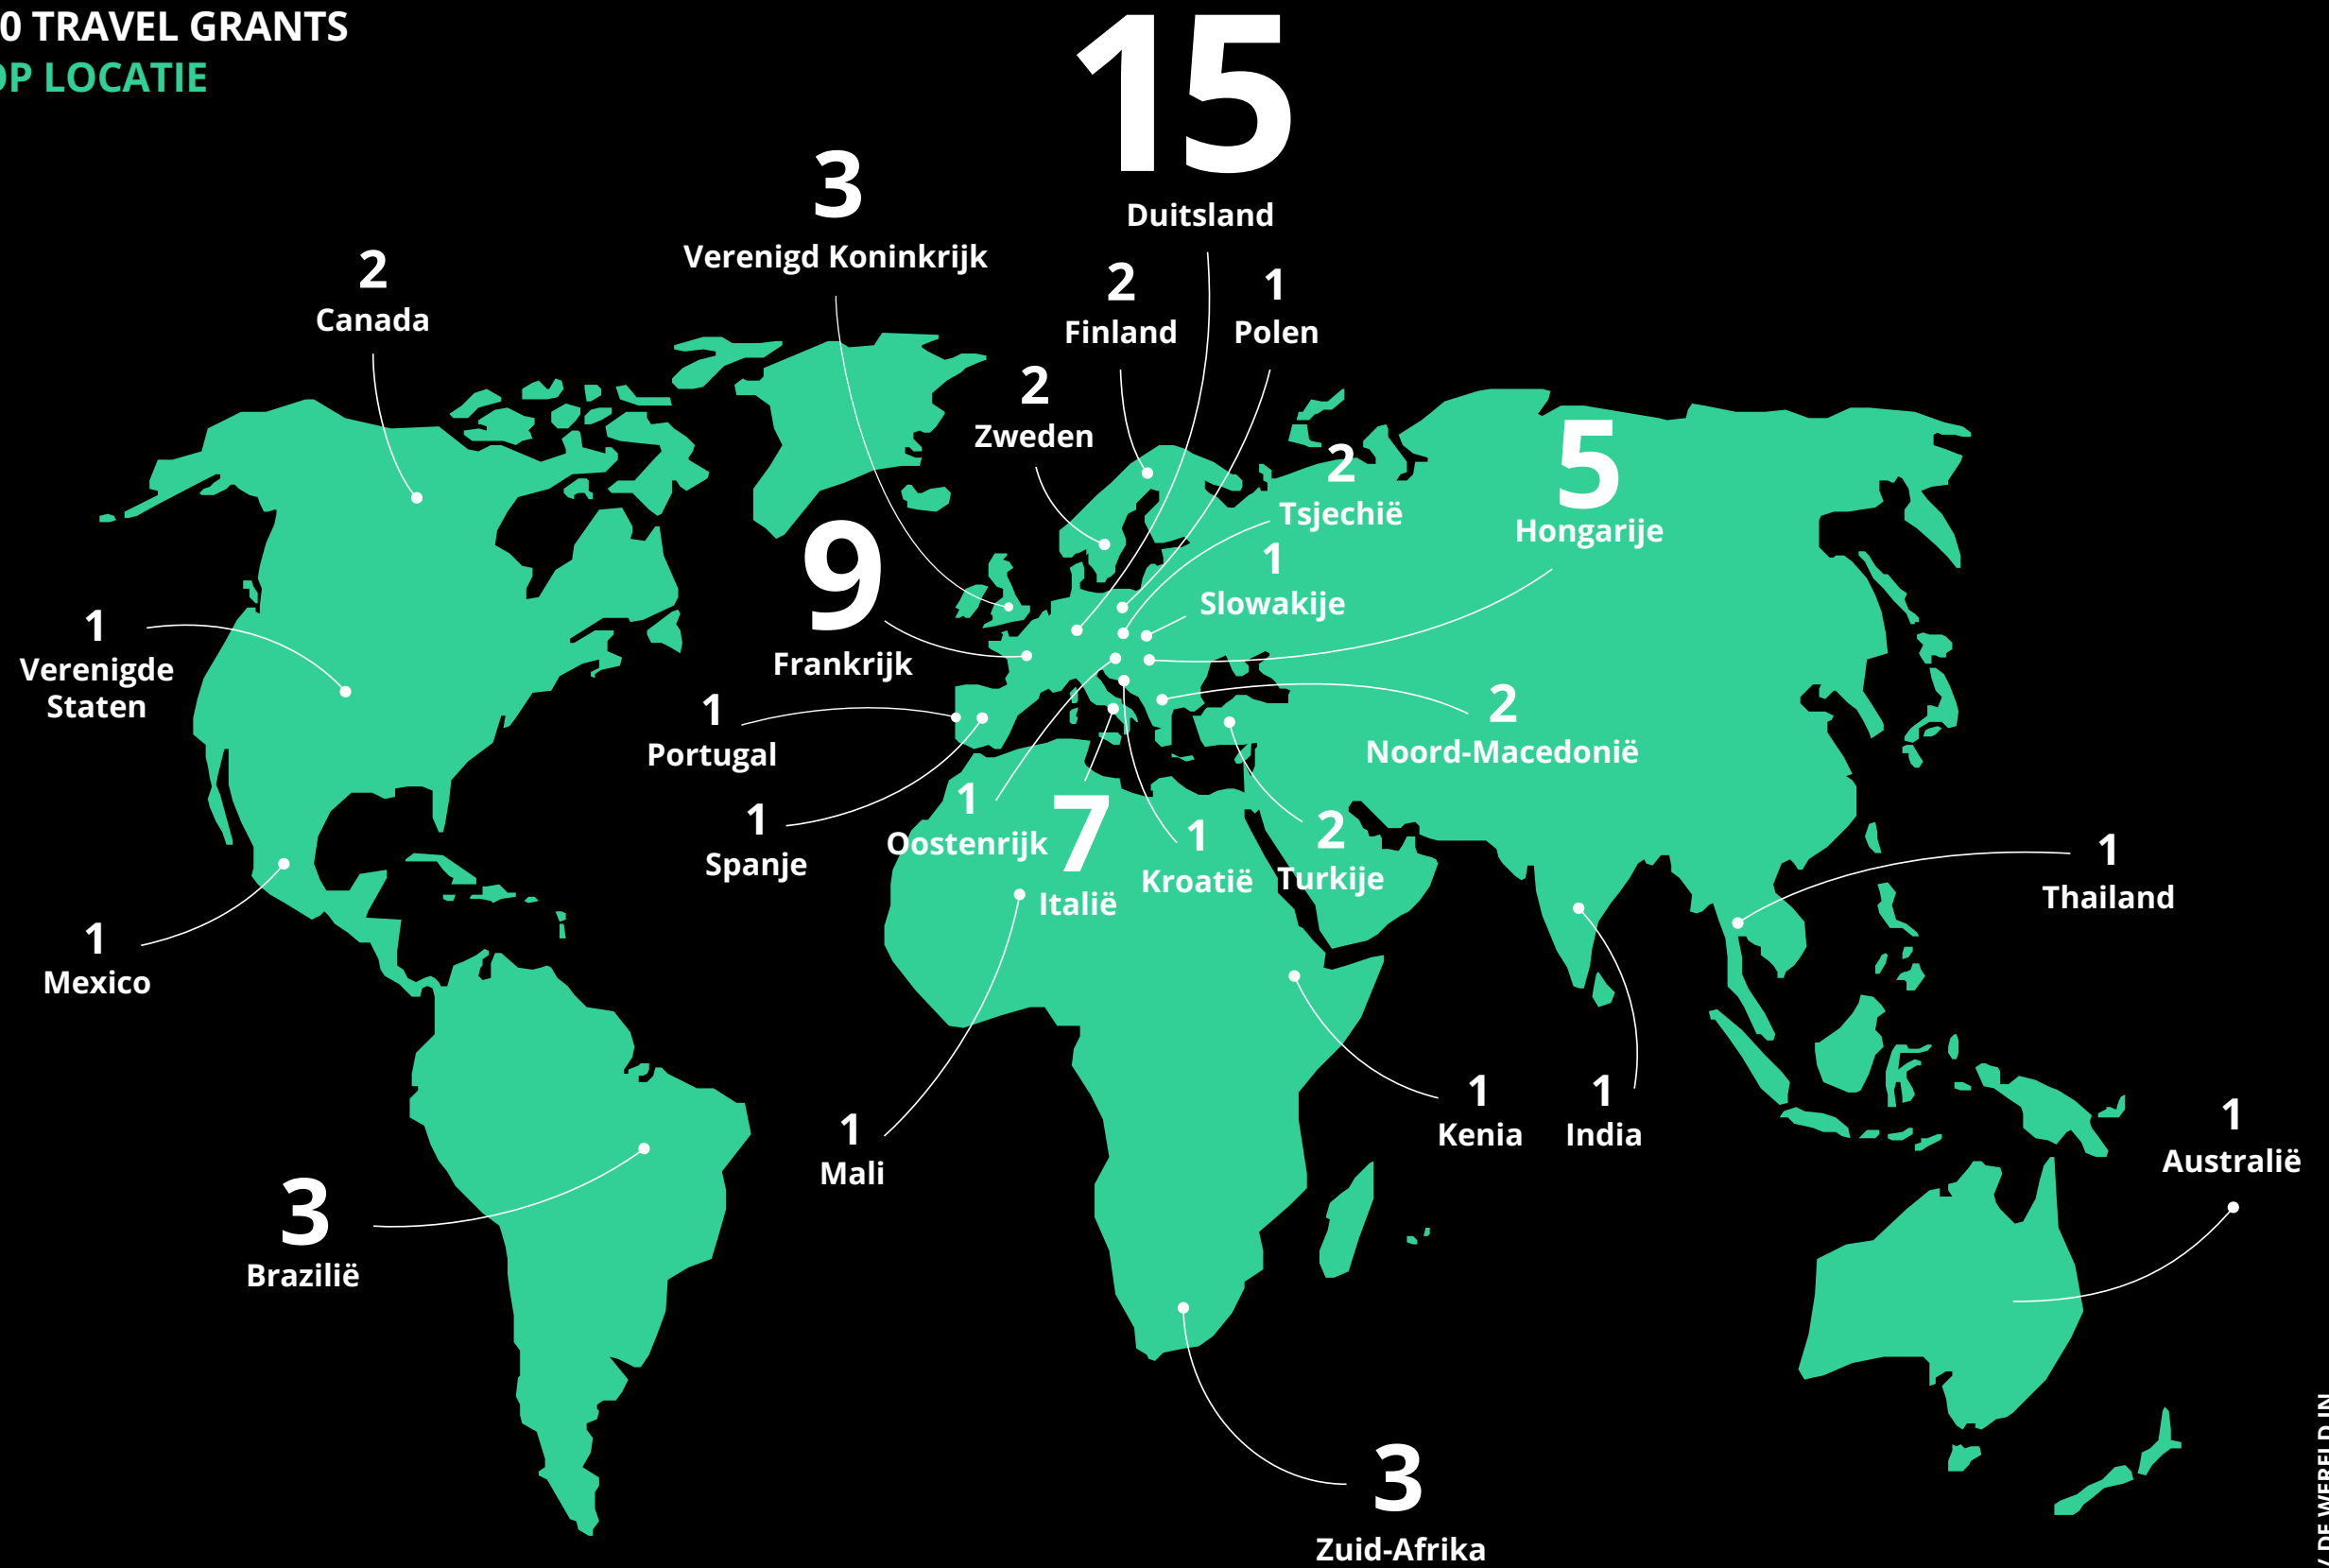 0 TRAVEL GRANTS
OP LOCATIE
15
Duitsland
3
Verenigd Koninkrijk
2
Canada
2
Finland
1
Polen
2
Zweden
2
Tsjechië
5
Hongarije
9
Frankrijk
1
Slowakije
1
Verenigde
Staten
1
Portugal
2
Noord-Macedonië
1
Spanje
1
Oostenrijk
7
Italië
1
Kroatië
2
Turkije
1
Thailand
1
Mexico
1
Mali
1
Kenia
1
India
1
Australië
3
Brazilië
3
Zuid-Afrika
/ DE WERELD IN